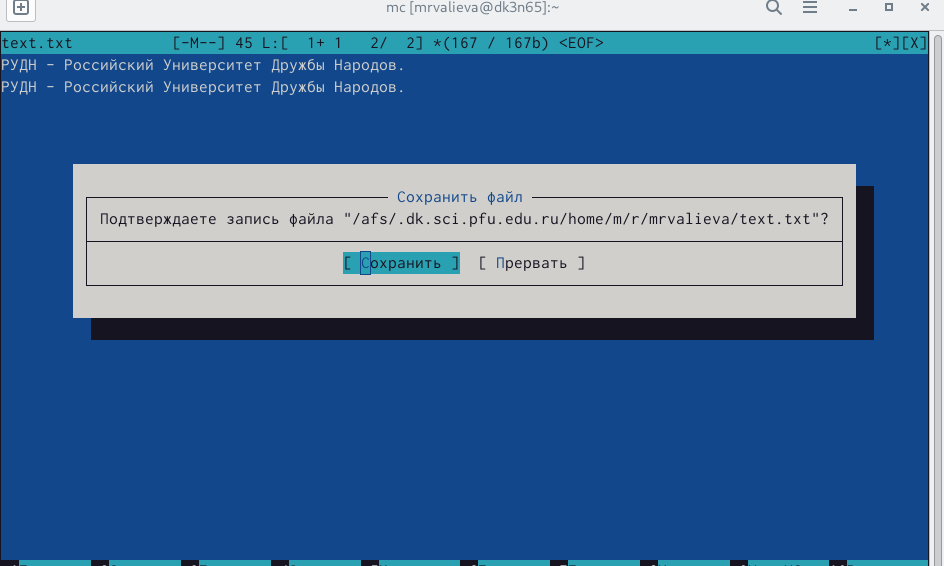 mc [mrvalieva@dk3n65]:~
text.txt [-M--] 45 L:[ 1+ 1 2/ 2] *(167 / 167b) <EOF> [*][X]
РУДН - Российский Университет Дружбы Народов.
РУДН - Российский Университет Дружбы Народов.
Сохранить файл
Подтверждаете запись файла "/afs/.dk.sci.pfu.edu.ru/home/m/r/mrvalieva/text.txt"?
[ Сохранить ] [ Прервать ]